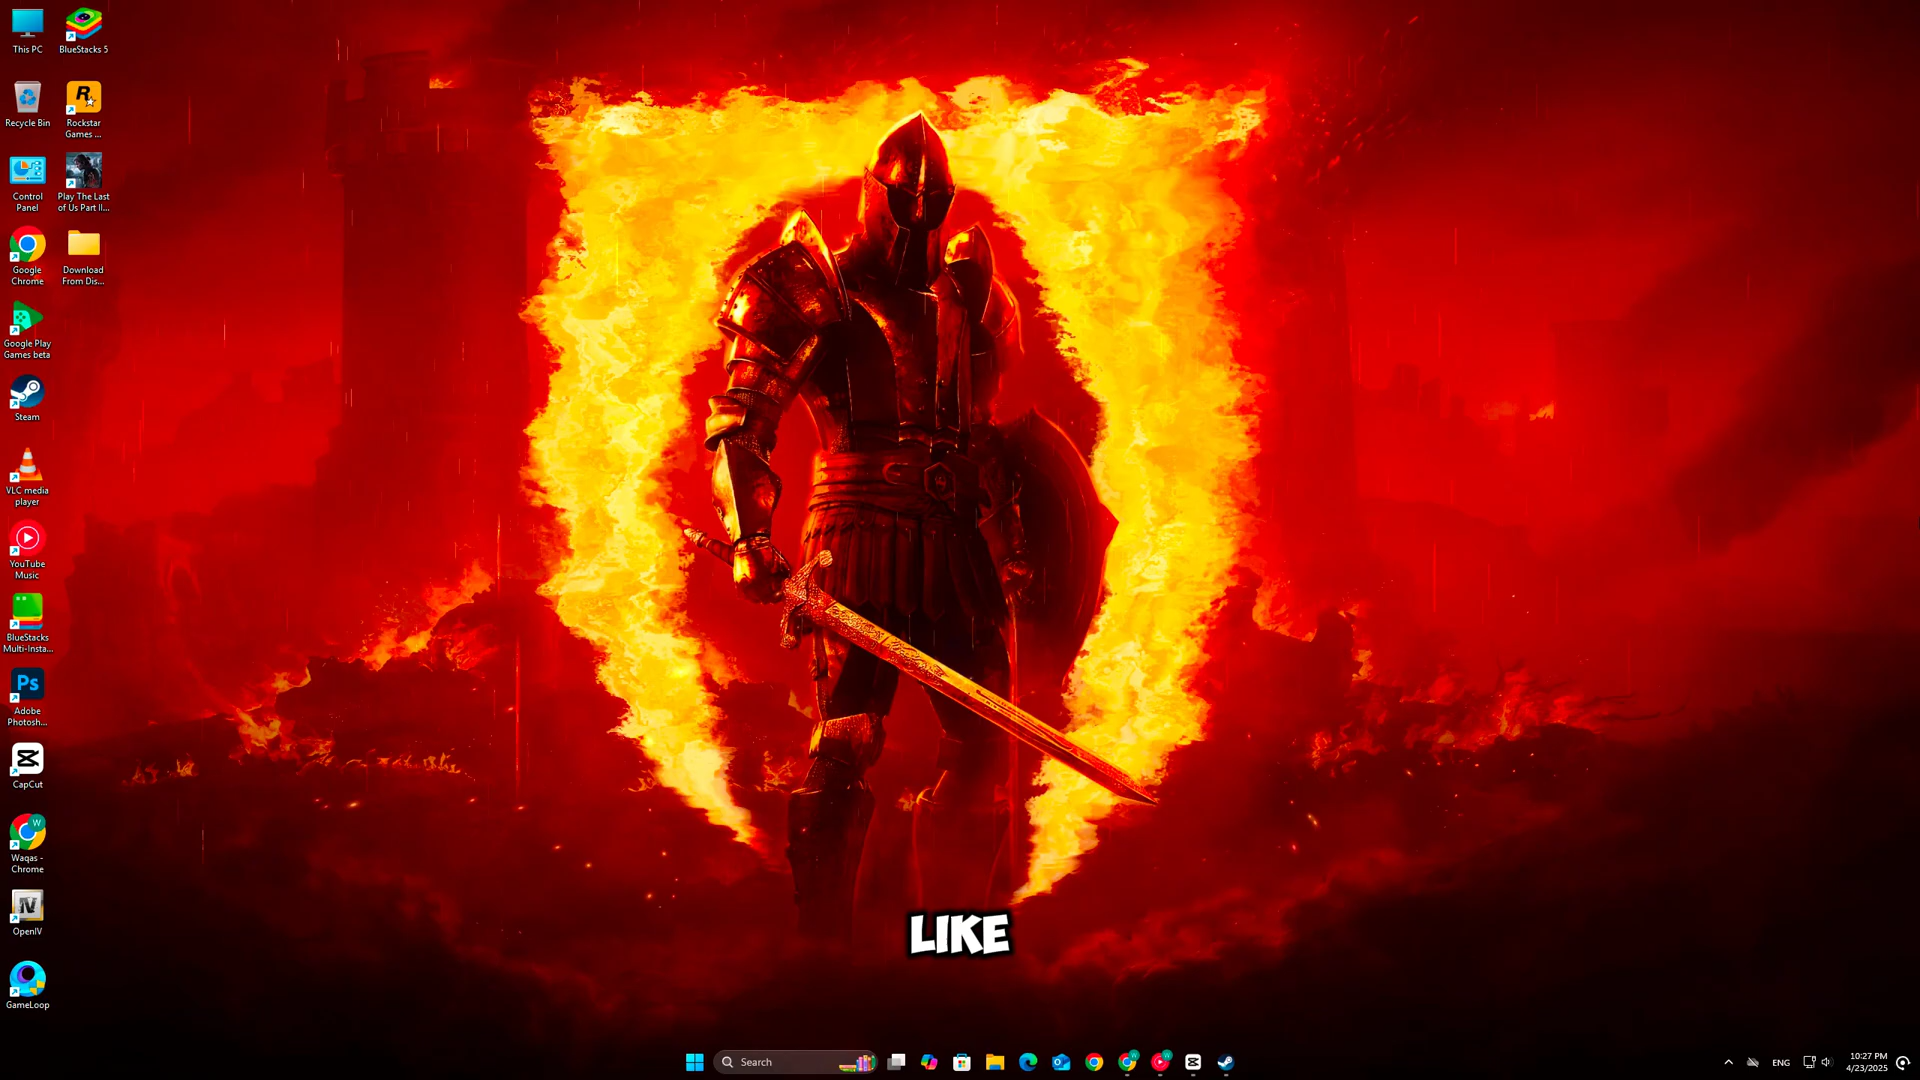 This PC
BlueStacks 5
Recycle Bin
Rockstar
Games ...
Control
Panel
Play The Last
of Us Part II...
Google
Chrome
Download
From Dis...
Google Play
Games beta
Steam
VLC media
player
YouTube
Music
BlueStacks
Multi-Insta...
Ps
Adobe
Photosh...
CapCut
W
Waqas -
Chrome
IV
OpenIV
GameLoop
LIKE
Search
ENG
10:27 PM
4/23/2025